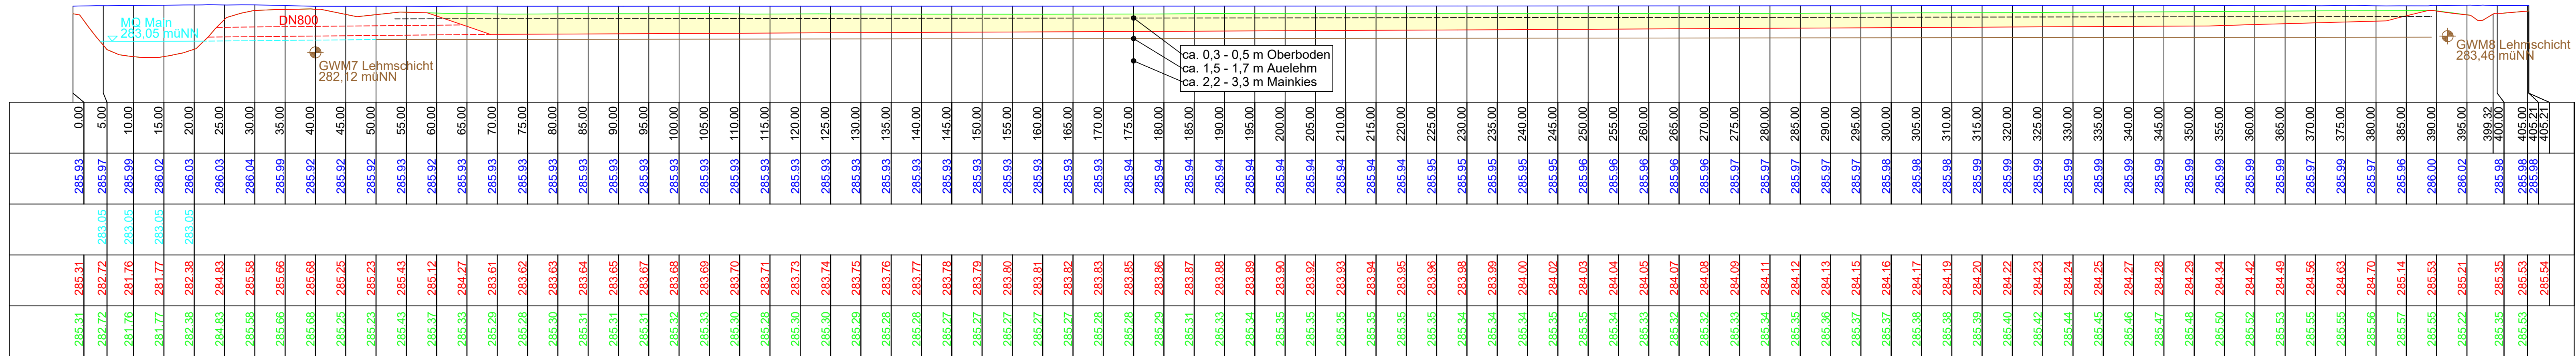 MQ Main
283,05 müNN
DN800
GWM7 Lehmschicht
282,12 müNN
ca. 0,3 - 0,5 m Oberboden
ca. 1,5 - 1,7 m Auelehm
ca. 2,2 - 3,3 m Mainkies
GWM8 Lehmschicht
283,46 müNN
0.00 5.00 10.00 15.00 20.00 25.00 30.00 35.00 40.00 45.00 50.00 55.00 60.00 65.00 70.00 75.00 80.00 85.00 90.00 95.00 100.00 105.00 110.00 115.00 120.00 125.00 130.00 135.00 140.00 145.00 150.00 155.00 160.00 165.00 170.00 175.00 180.00 185.00 190.00 195.00 200.00 205.00 210.00 215.00 220.00 225.00 230.00 235.00 240.00 245.00 250.00 255.00 260.00 265.00 270.00 275.00 280.00 285.00 290.00 295.00 300.00 305.00 310.00 315.00 320.00 325.00 330.00 335.00 340.00 345.00 350.00 355.00 360.00 365.00 370.00 375.00 380.00 385.00 390.00 395.00 399.32 400.00 405.00 405.21 405.21
285.93 285.97 285.99 286.02 286.03 286.03 286.04 285.99 285.92 285.92 285.92 285.93 285.92 285.93 285.93 285.93 285.93 285.93 285.93 285.93 285.93 285.93 285.93 285.93 285.93 285.93 285.93 285.93 285.93 285.93 285.93 285.93 285.93 285.93 285.93 285.94 285.94 285.94 285.94 285.94 285.94 285.94 285.94 285.94 285.94 285.95 285.95 285.95 285.95 285.95 285.96 285.96 285.96 285.96 285.96 285.97 285.97 285.97 285.97 285.97 285.98 285.98 285.98 285.99 285.99 285.99 285.99 285.99 285.99 285.99 285.99 285.99 285.99 285.99 285.97 285.99 285.97 285.96 286.00 286.02 285.98 285.98 285.98
283.05 283.05 283.05 283.05
285.31 282.72 281.76 281.77 282.38 284.83 285.58 285.66 285.68 285.25 285.23 285.43 285.12 284.27 283.61 283.62 283.63 283.64 283.65 283.67 283.68 283.69 283.70 283.71 283.73 283.74 283.75 283.76 283.77 283.78 283.79 283.80 283.81 283.82 283.83 283.85 283.86 283.87 283.88 283.89 283.90 283.92 283.93 283.94 283.95 283.96 283.98 283.99 284.00 284.02 284.03 284.04 284.05 284.07 284.08 284.09 284.11 284.12 284.13 284.15 284.16 284.17 284.19 284.20 284.22 284.23 284.24 284.25 284.27 284.28 284.29 284.34 284.42 284.49 284.56 284.63 284.70 285.14 285.53 285.21 285.35 285.53 285.54
285.31 282.72 281.76 281.77 282.38 284.83 285.58 285.66 285.68 285.25 285.23 285.43 285.37 285.33 285.29 285.28 285.30 285.31 285.31 285.31 285.32 285.33 285.30 285.28 285.30 285.30 285.29 285.28 285.28 285.27 285.27 285.27 285.27 285.27 285.28 285.28 285.29 285.31 285.33 285.34 285.35 285.35 285.35 285.35 285.35 285.35 285.34 285.34 285.34 285.35 285.35 285.34 285.33 285.32 285.32 285.33 285.34 285.35 285.36 285.37 285.37 285.38 285.38 285.39 285.40 285.42 285.44 285.45 285.46 285.47 285.48 285.50 285.52 285.53 285.55 285.55 285.56 285.57 285.55 285.22 285.35 285.53